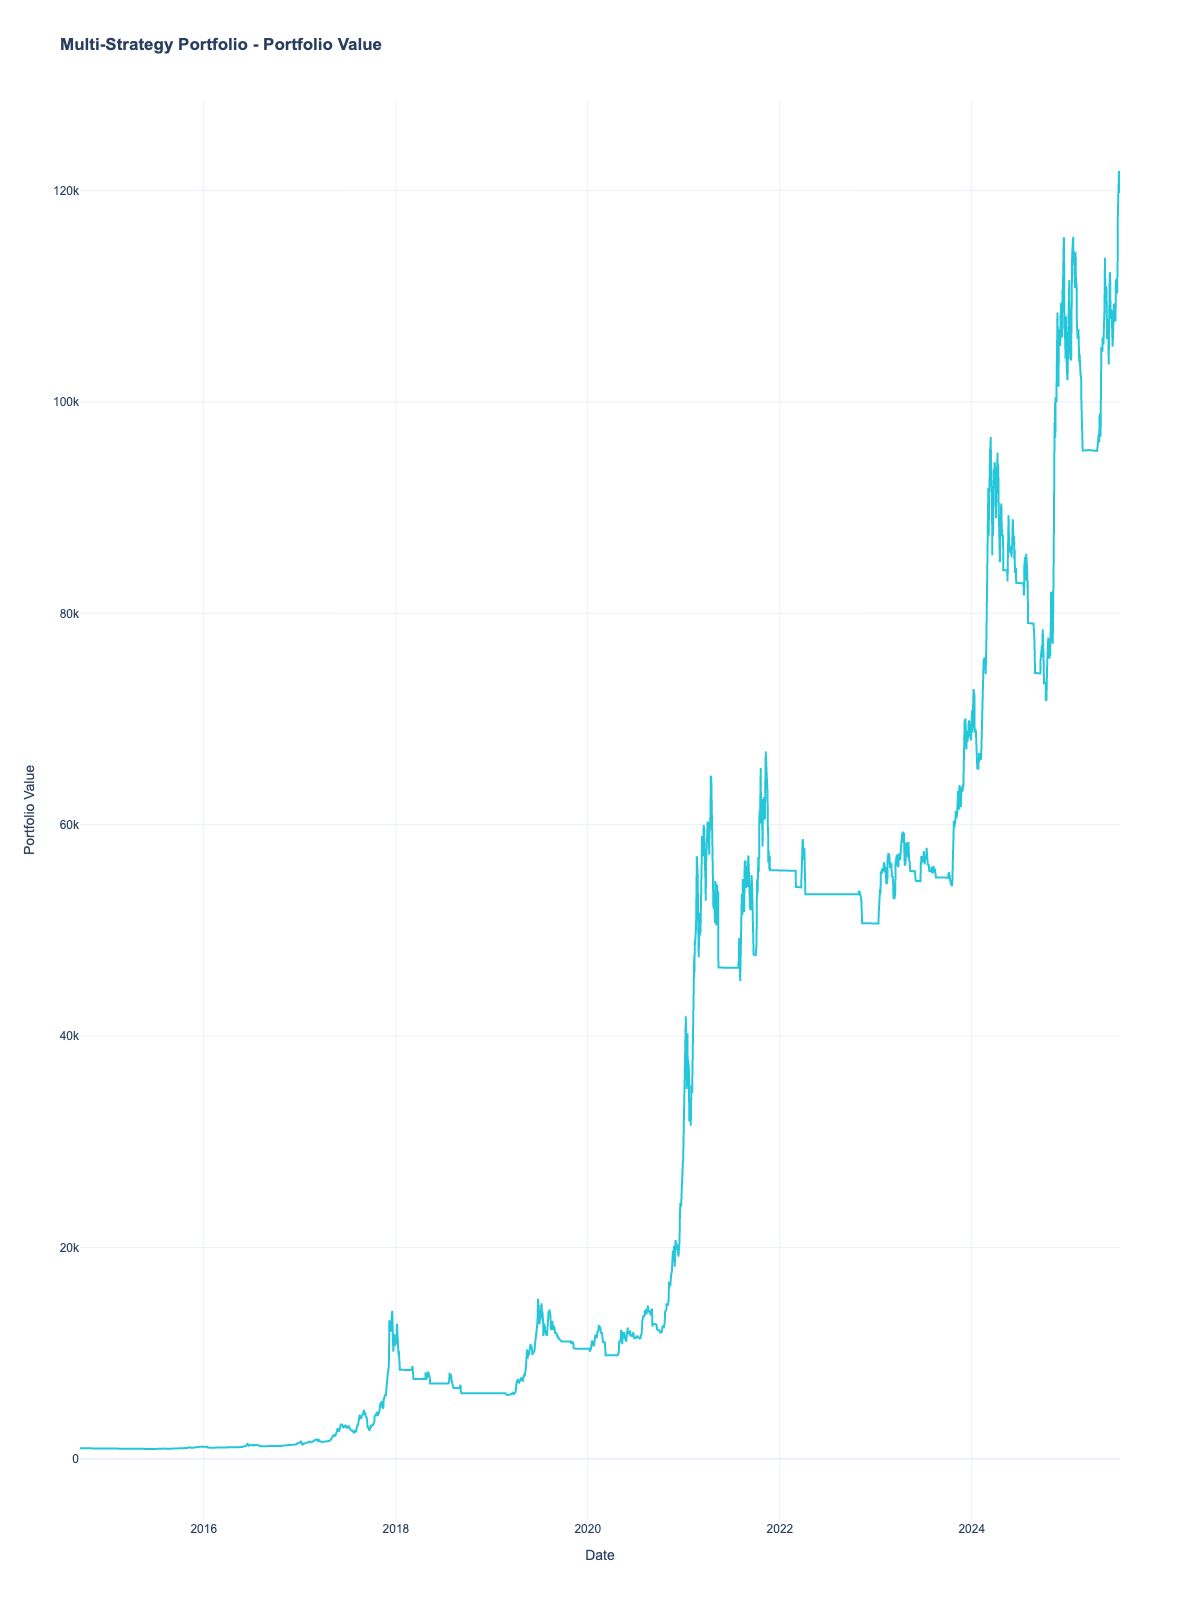 Multi-Strategy Portfolio - Portfolio Value
120k
100k
80k
60k
40k
20k
0
Portfolio Value
2016 2018 2020 2022 2024
Date